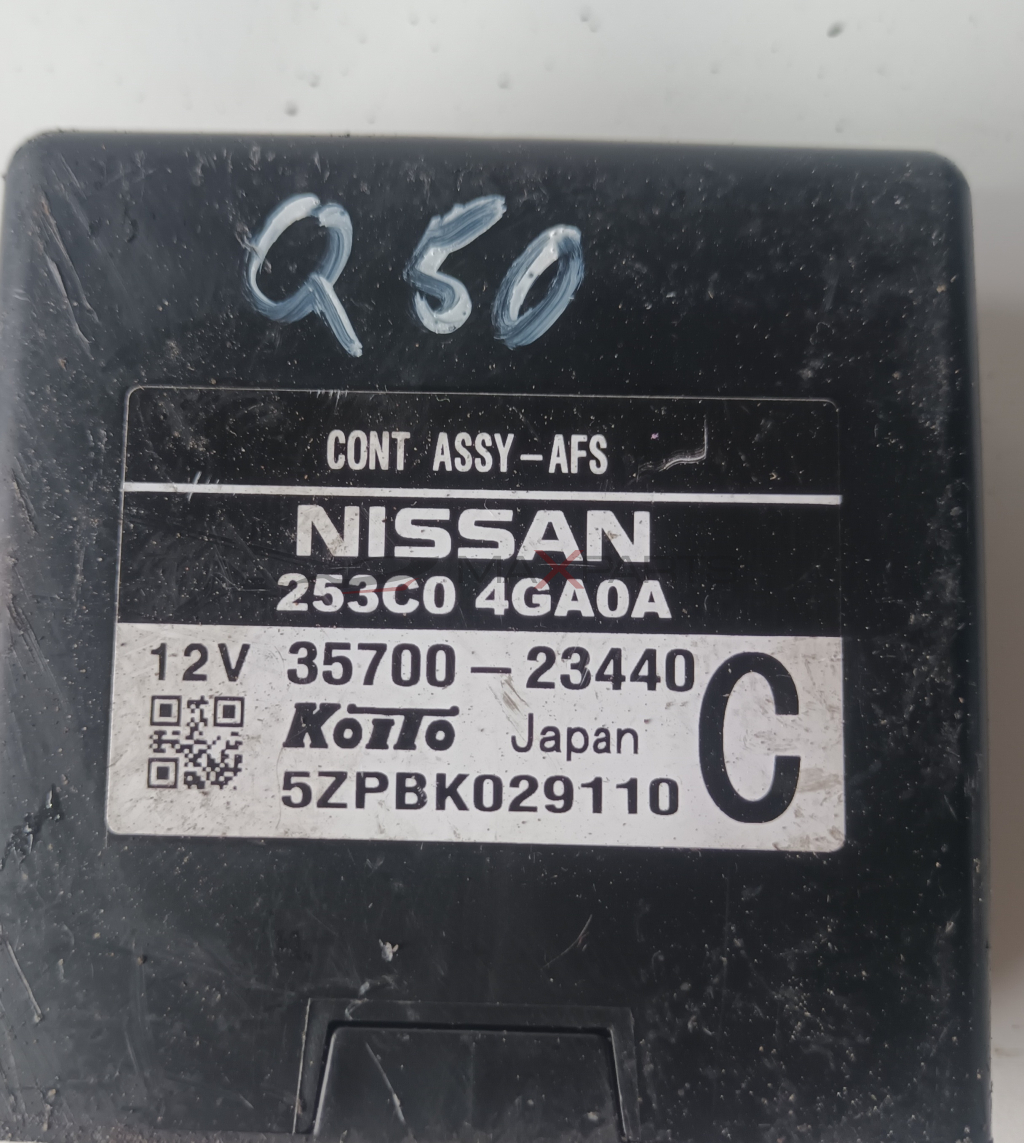 Q50
CONT ASSY-AFS
NISSAN
253C0 4GA0A
12V 35700-23440
KOITO Japan
5ZPBK029110
C